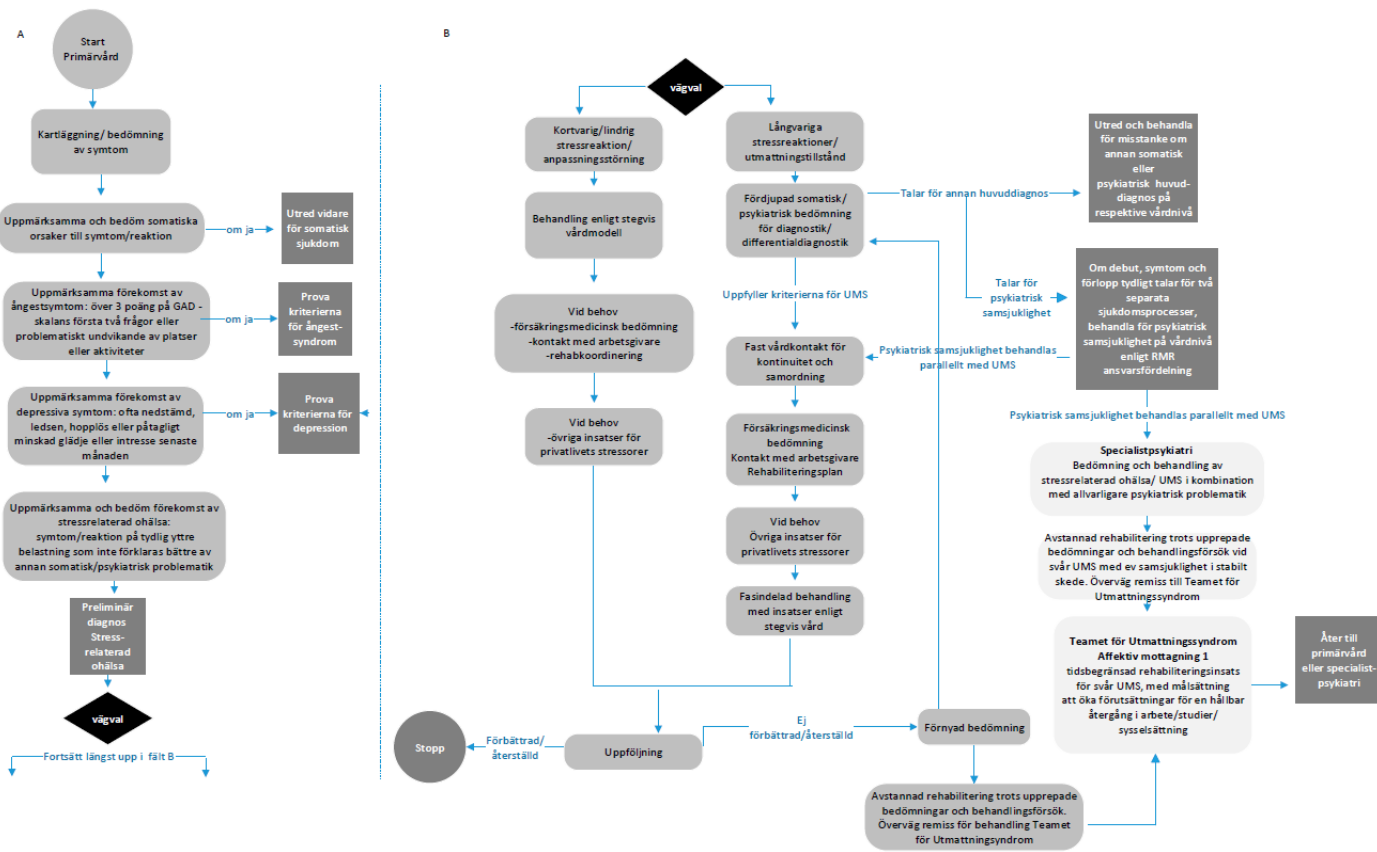 A
Start
Primärvård
Kartläggning/ bedömning
av symtom
Uppmärksamma och bedöm somatiska
orsaker till symtom/reaktion
om ja
Utred vidare
för somatisk
sjukdom
Uppmärksamma förekomst av
ångestsymtom: över 3 poäng på GAD -
skalans första två frågor eller
problematiskt undvikande av platser
eller aktiviteter
om ja
Prova
kriterierna
för ångest-
syndrom
Uppmärksamma förekomst av
depressiva symtom: ofta nedstämd,
ledsen, hopplös eller påtagligt
minskad glädje eller intresse senaste
månaden
om ja
Prova
kriterierna för
depression
Uppmärksamma och bedöm förekomst av
stressrelaterad ohälsa:
symtom/reaktion på tydlig yttre
belastning som inte förklaras bättre av
annan somatisk/psykiatrisk problematik
Preliminär
diagnos
Stress-
relaterad
ohälsa
vägval
Fortsätt längst upp i fält B
B
vägval
Kortvarig/lindrig
stressreaktion/
anpassningsstörning
Behandling enligt stegvis
vårdmodell
Vid behov
-försäkringsmedicinsk bedömning
-kontakt med arbetsgivare
-rehabkoordinering
Vid behov
-övriga insatser för
privatlivets stressorer
Långvariga
stressreaktioner/
utmattningstillstånd
Fördjupad somatisk/
psykiatrisk bedömning
för diagnostik/
differentialdiagnostik
Uppfyller kriterierna för UMS
Fast vårdkontakt för
kontinuitet och
samordning
Försäkringsmedicinsk
bedömning
Kontakt med arbetsgivare
Rehabiliteringsplan
Vid behov
Övriga insatser för
privatlivets stressorer
Fasindelad behandling
med insatser enligt
stegvis vård
Talar för annan huvuddiagnos
Utred och behandla
för misstanke om
annan somatisk
eller
psykiatrisk huvud-
diagnos på
respektive vårdnivå
Talar för
psykiatrisk
samsjuklighet
Om debut, symtom och
förlopp tydligt talar för två
separata
sjukdomsprocesser,
behandla för psykiatrisk
samsjuklighet på vårdnivå
enligt RMR
ansvarsfördelning
Psykiatrisk samsjuklighet behandlas
parallellt med UMS
Psykiatrisk samsjuklighet behandlas parallellt med UMS
Specialistpsykiatri
Bedömning och behandling av
stressrelaterad ohälsa/ UMS i kombination
med allvarligare psykiatrisk problematik
Avstannad rehabilitering trots upprepade
bedömningar och behandlingsförsök vid
svår UMS med ev samsjuklighet i stabilt
skede. Överväg remiss till Teamet för
Utmattningssyndrom
Teamet för Utmattningssyndrom
Affektiv mottagning 1
tidsbegränsad rehabiliteringsinsats
för svår UMS, med målsättning
att öka förutsättningar för en hållbar
återgång i arbete/studier/
sysselsättning
Åter till
primärvård
eller specialist-
psykiatri
Stopp
Förbättrad/
återställd
Uppföljning
Ej
förbättrad/återställd
Förnyad bedömning
Avstannad rehabilitering trots upprepade
bedömningar och behandlingsförsök.
Överväg remiss för behandling Teamet
för Utmattningsyndrom